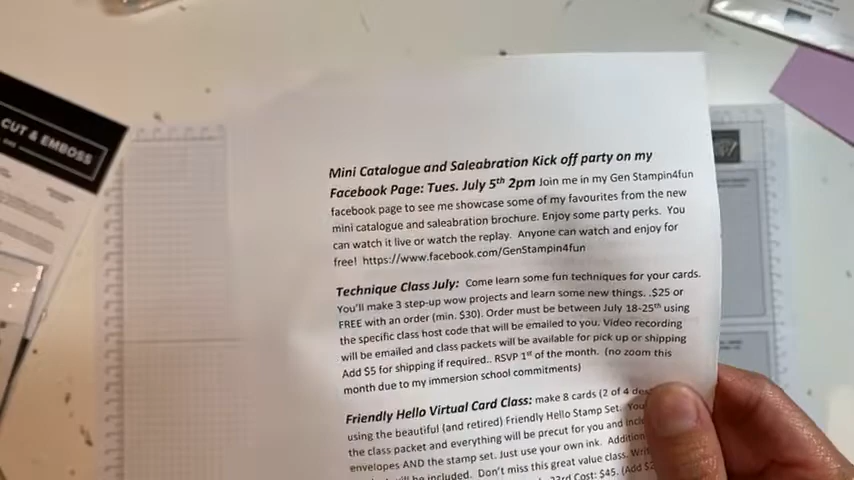 CUT & EMBOSS
Mini Catalogue and Saleabration Kick off party on my
Facebook Page: Tues. July 5th 2pm Join me in my Gen Stampin4fun
facebook page to see me showcase some of my favourites from the new
mini catalogue and saleabration brochure. Enjoy some party perks. You
can watch it live or watch the replay. Anyone can watch and enjoy for
free! https://www.facebook.com/GenStampin4fun
Technique Class July: Come learn some fun techniques for your cards.
You'll make 3 step-up wow projects and learn some new things. .$25 or
FREE with an order (min. $30). Order must be between July 18-25th using
the specific class host code that will be emailed to you. Video recording
will be emailed and class packets will be available for pick up or shipping
Add $5 for shipping if required.. RSVP 1st of the month. (no zoom this
month due to my immersion school commitments)
Friendly Hello Virtual Card Class: make 8 cards (2 of 4
using the beautiful (and retired) Friendly Hello Stamp Set. You
the class packet and everything will be precut for you and
envelopes AND the stamp set. Just use your own ink.
will be included. Don't miss this great value class.
Cost: $45. (Add